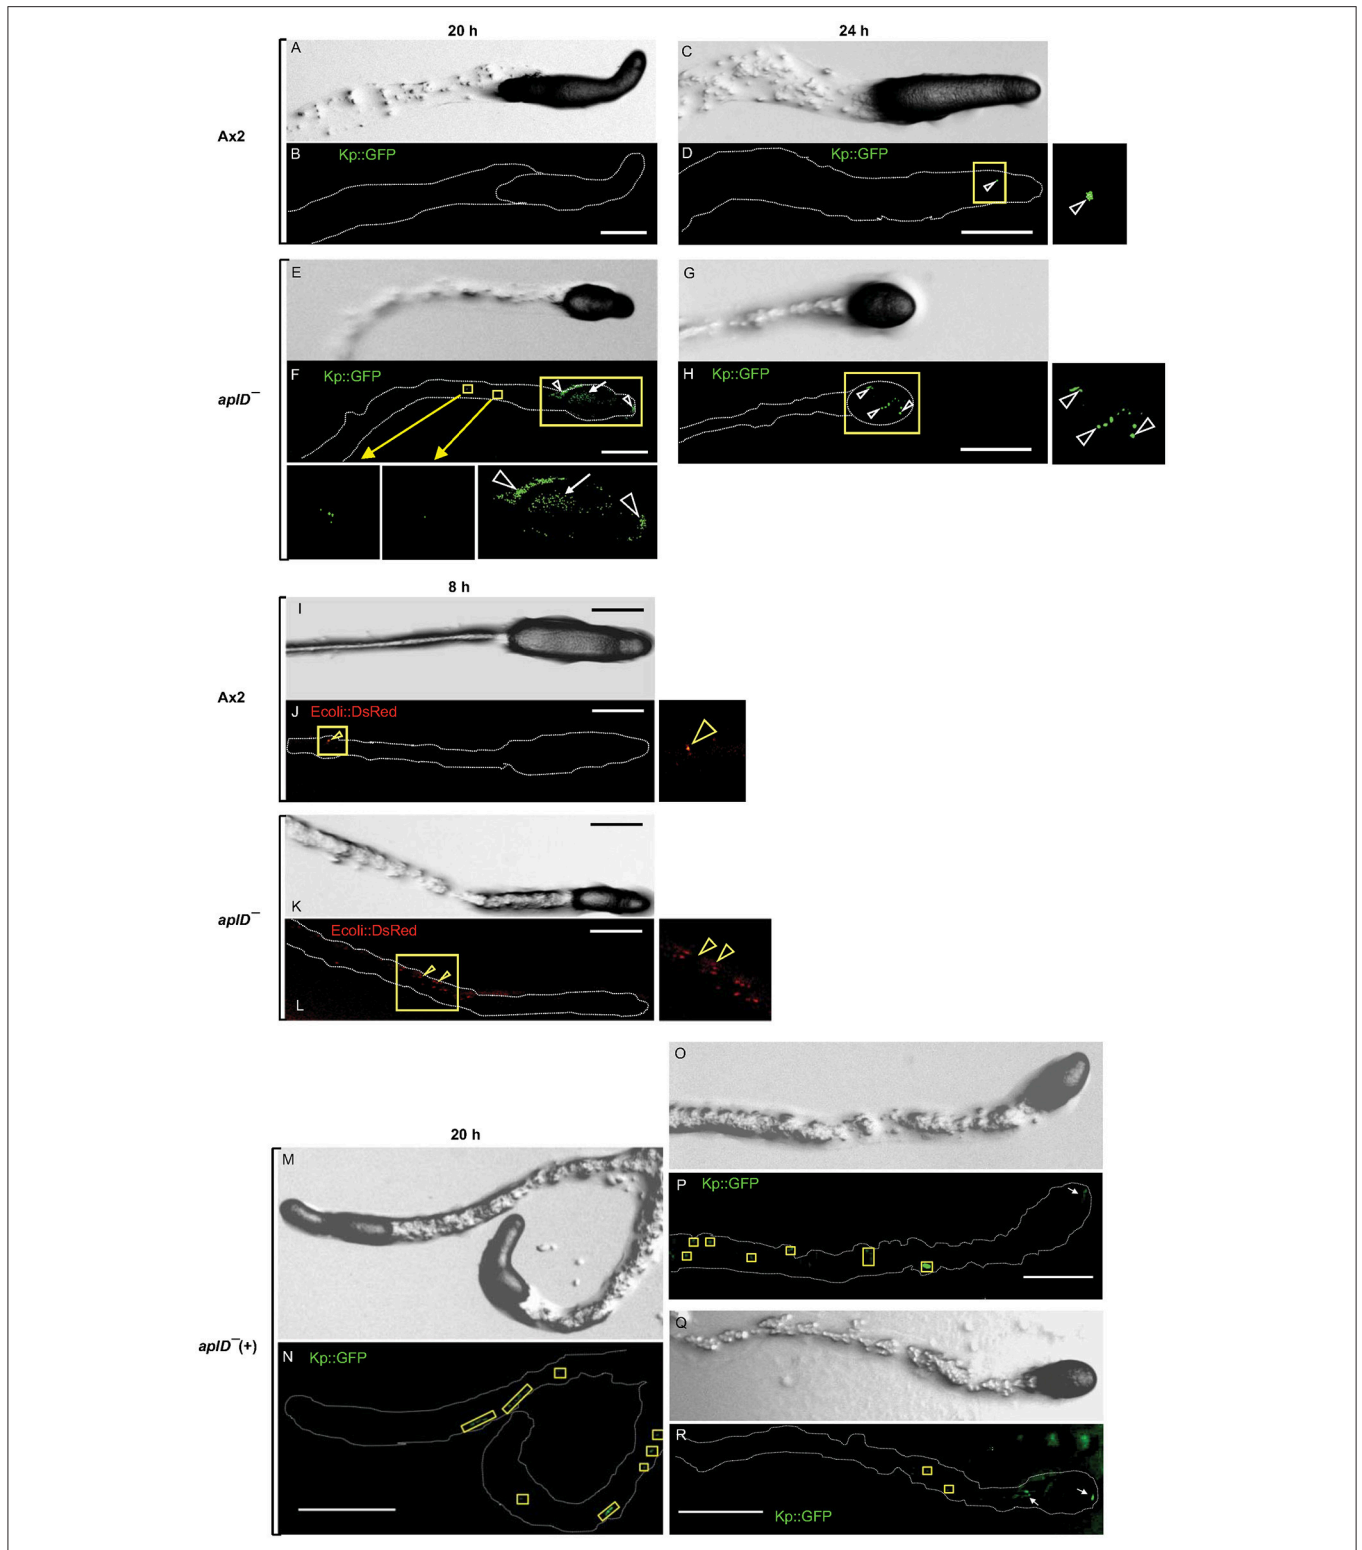 20 h
24 h
Ax2
A
C
B Kp::GFP
D Kp::GFP
aplD⁻
E
G
F Kp::GFP
H Kp::GFP
8 h
Ax2
I
J Ecoli::DsRed
aplD⁻
K
Ecoli::DsRed
L
O
20 h
M
P Kp::GFP
aplD⁻(+)
Q
N Kp::GFP
R
Kp::GFP